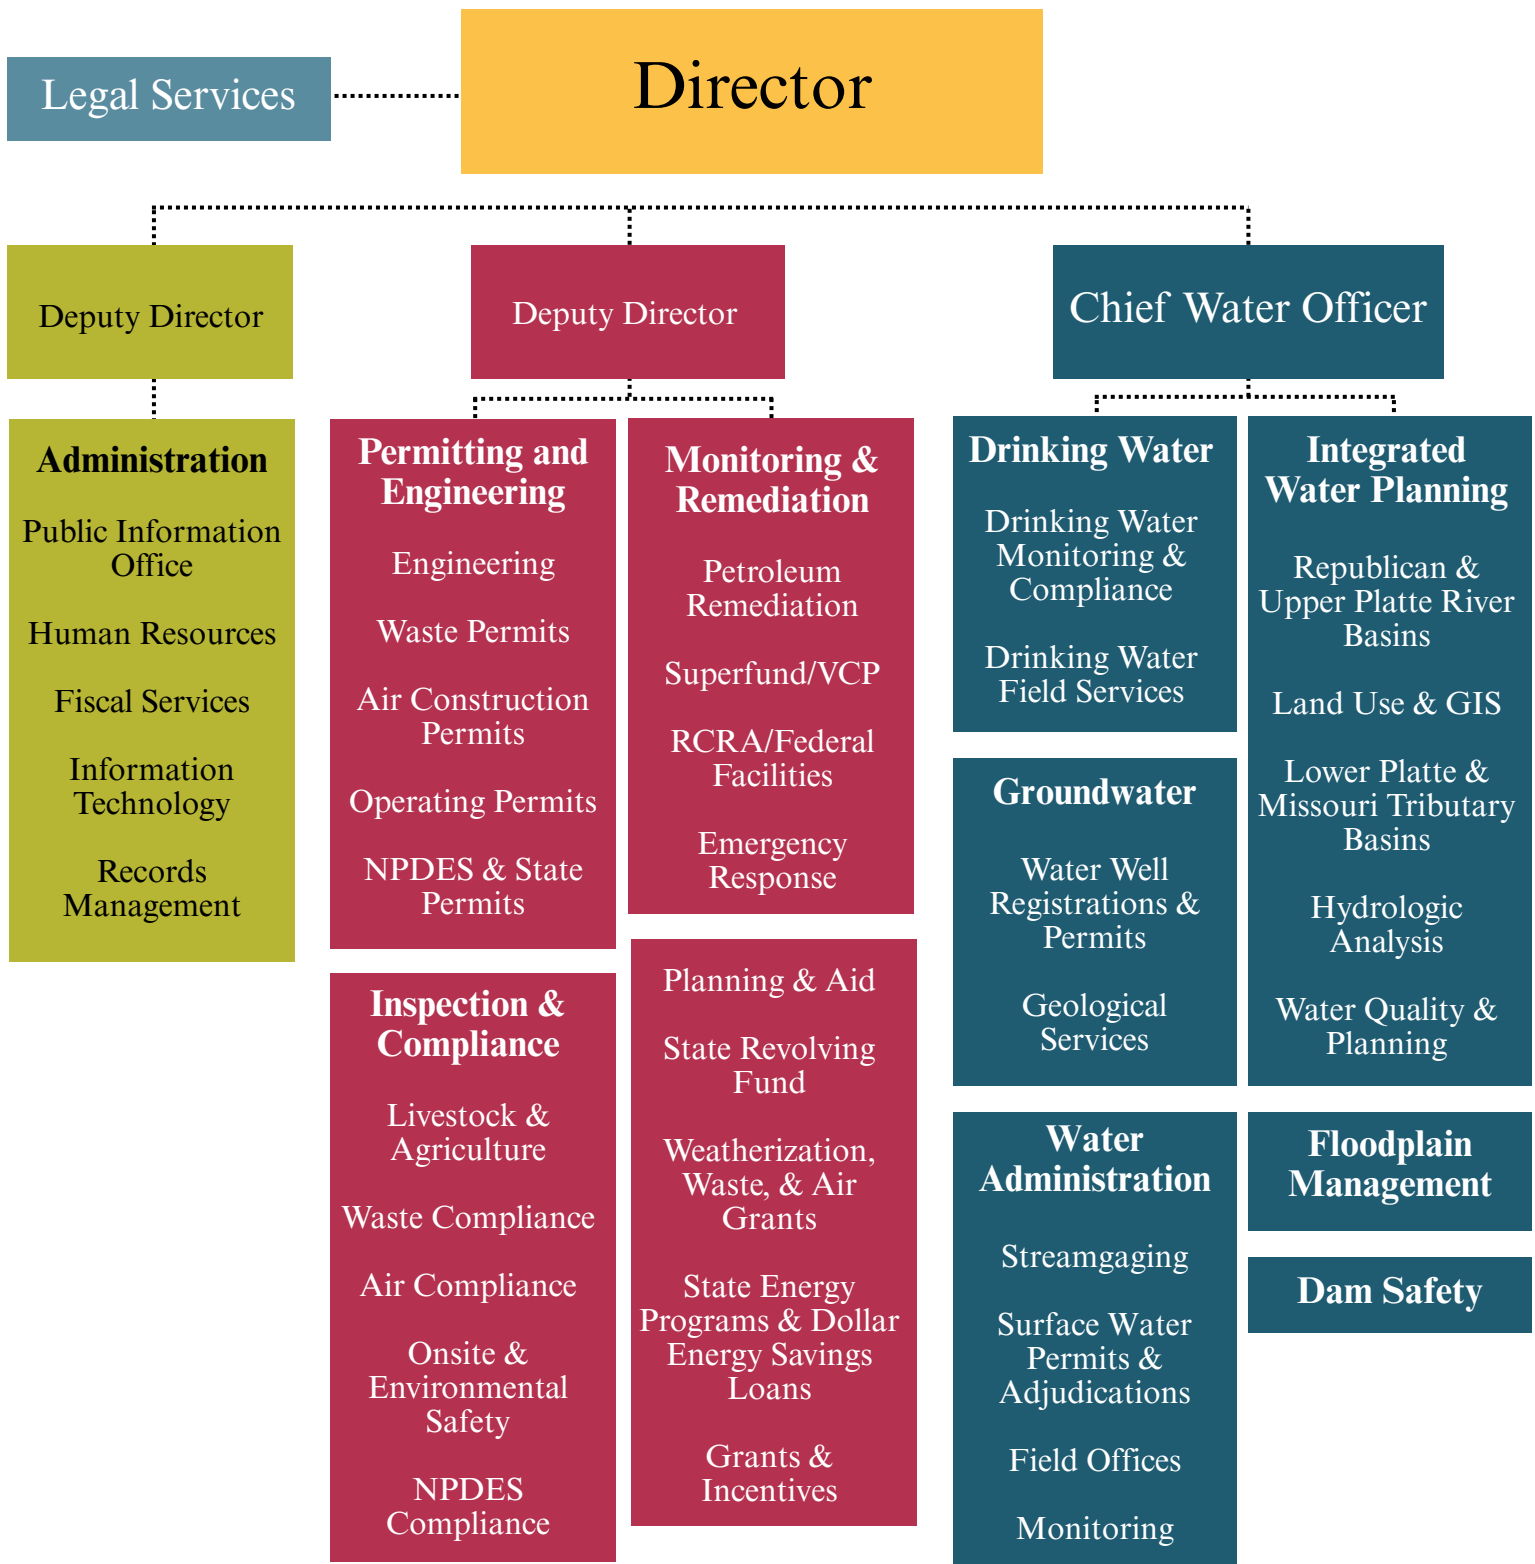 Legal Services
Director
Deputy Director
Deputy Director
Chief Water Officer
Administration
Public Information
Office
Human Resources
Fiscal Services
Information
Technology
Records
Management
Permitting and
Engineering
Engineering
Waste Permits
Air Construction
Permits
Operating Permits
NPDES & State
Permits
Inspection &
Compliance
Livestock &
Agriculture
Waste Compliance
Air Compliance
Onsite &
Environmental
Safety
NPDES
Compliance
Monitoring &
Remediation
Petroleum
Remediation
Superfund/VCP
RCRA/Federal
Facilities
Emergency
Response
Planning & Aid
State Revolving
Fund
Weatherization,
Waste, & Air
Grants
State Energy
Programs & Dollar
Energy Savings
Loans
Grants &
Incentives
Drinking Water
Drinking Water
Monitoring &
Compliance
Drinking Water
Field Services
Groundwater
Water Well
Registrations &
Permits
Geological
Services
Water
Administration
Streamgaging
Surface Water
Permits &
Adjudications
Field Offices
Monitoring
Integrated
Water Planning
Republican &
Upper Platte River
Basins
Land Use & GIS
Lower Platte &
Missouri Tributary
Basins
Hydrologic
Analysis
Water Quality &
Planning
Floodplain
Management
Dam Safety